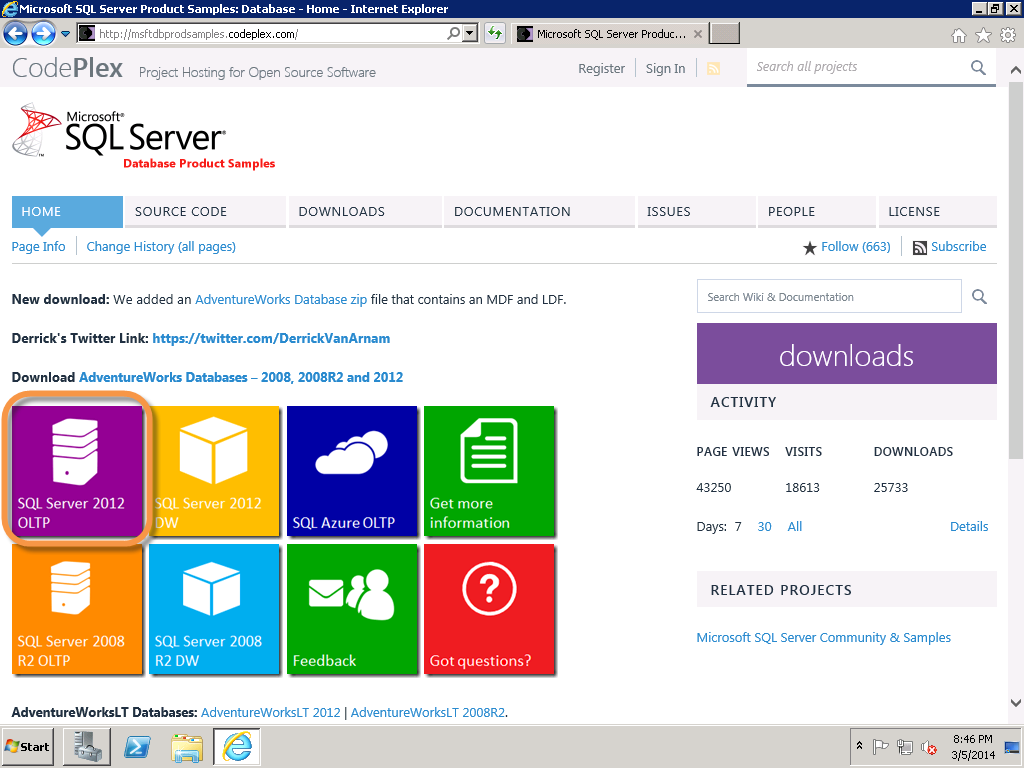 Microsoft SQL Server Product Samples: Database - Home - Internet Explorer
http://msftdbprodsamples.codeplex.com/
Microsoft SQL Server Produc...
CodePlex Project Hosting for Open Source Software
Register
Sign In
Search all projects
Microsoft®
SQL Server®
Database Product Samples
HOME
SOURCE CODE
DOWNLOADS
DOCUMENTATION
ISSUES
PEOPLE
LICENSE
Page Info
Change History (all pages)
Follow (663)
Subscribe
New download: We added an AdventureWorks Database zip file that contains an MDF and LDF.
Derrick's Twitter Link: https://twitter.com/DerrickVanArnam
Download AdventureWorks Databases – 2008, 2008R2 and 2012
SQL Server 2012
OLTP
SQL Server 2012
DW
SQL Azure OLTP
Get more
information
SQL Server 2008
R2 OLTP
SQL Server 2008
R2 DW
Feedback
Got questions?
AdventureWorksLT Databases: AdventureWorksLT 2012 | AdventureWorksLT 2008R2.
Search Wiki & Documentation
downloads
ACTIVITY
PAGE VIEWS VISITS DOWNLOADS
43250 18613 25733
Days: 7 30 All Details
RELATED PROJECTS
Microsoft SQL Server Community & Samples
Start
8:46 PM
3/5/2014